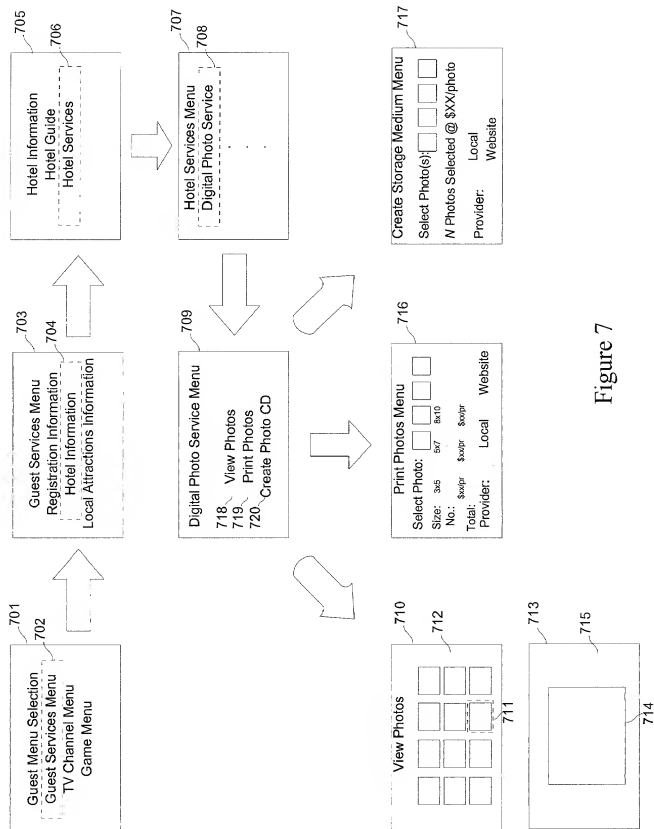 701
Guest Menu Selection
702
Guest Services Menu
TV Channel Menu
Game Menu
703
Guest Services Menu
704
Registration Information
Hotel Information
Local Attractions Information
705
Hotel Information
706
Hotel Guide
Hotel Services
707
Hotel Services Menu
708
Digital Photo Service
.
.
.
709
Digital Photo Service Menu
718 View Photos
719 Print Photos
720 Create Photo CD
710
View Photos
712
711
713
715
714
716
Print Photos Menu
Select Photo:
Size: 3x5 5x7 8x10
No.: $xx/pr $xx/pr $xx/pr
Total:
Provider: Local Website
717
Create Storage Medium Menu
Select Photo(s):
N Photos Selected @ $XX/photo
Provider: Local
Website
Figure 7